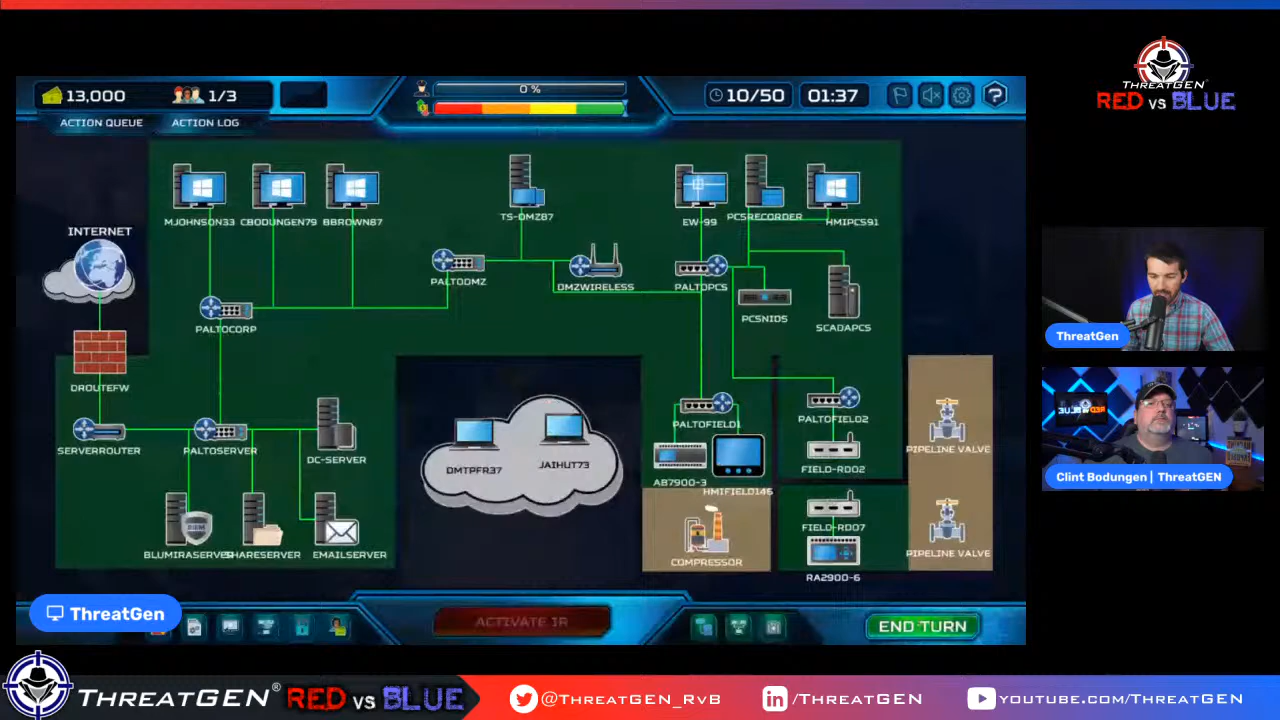 13,000
1/3
0 %
10/50
01:37
?
ACTION QUEUE
ACTION LOG
THREATGEN
RED VS BLUE
MJOHNSON33
CBODUNGEN79
BBROWN87
TS-DMZ87
EW-99
PCSRECORDER
HMIPCS91
INTERNET
PALTODMZ
DMZWIRELESS
PALTOPCS
PALTOCORP
PCSNIDS
SCADAPCS
DROUTEFW
ThreatGen
SERVERROUTER
PALTOSERVER
DC-SERVER
DMTPFR37
JAIHUT73
PALTOFIELD1
PALTOFIELD2
PIPELINE VALVE
AB7900-3
HMIFIELD146
FIELD-RD02
Clint Bodungen | ThreatGEN
BLUMIRASERVER
SHARESERVER
EMAILSERVER
COMPRESSOR
FIELD-RD07
PIPELINE VALVE
RA2900-6
ThreatGen
ACTIVATE IR
END TURN
THREATGEN® RED VS BLUE
@THREATGEN_RVB
/THREATGEN
YOUTUBE.COM/THREATGEN